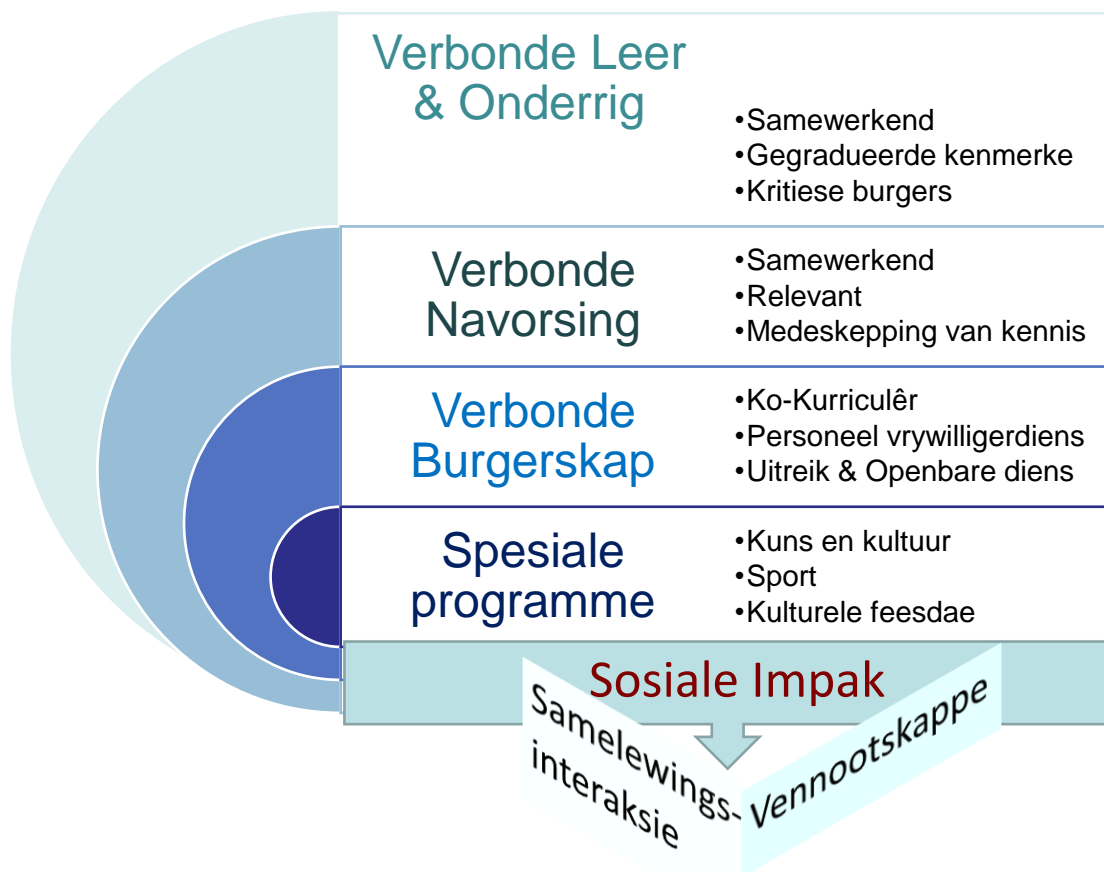 Verbonde Leer
& Onderrig
•Samewerkend
•Gegradueerde kenmerke
•Kritiese burgers
Verbonde
Navorsing
•Samewerkend
•Relevant
•Medeskepping van kennis
Verbonde
Burgerskap
•Ko-Kurriculêr
•Personeel vrywilligerdiens
•Uitreik & Openbare diens
Spesiale
programme
•Kuns en kultuur
•Sport
•Kulturele feesdae
Sosiale Impak
Samelewings-
interaksie
Vennootskappe